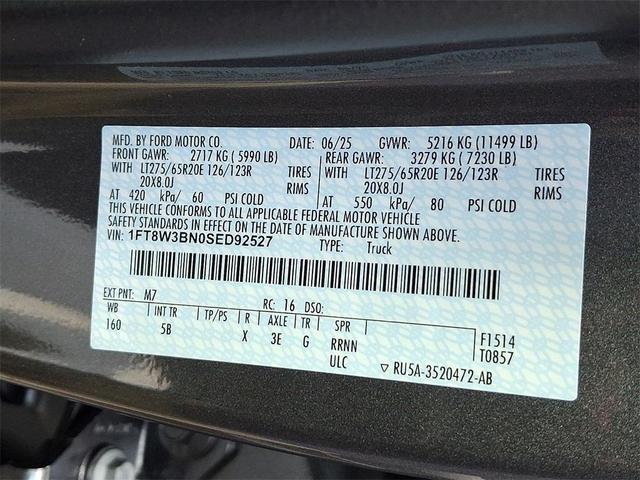 MFD. BY FORD MOTOR CO. DATE: 06/25 GVWR: 5216 KG (11499 LB)
FRONT GAWR: 2717 KG ( 5990 LB) REAR GAWR: 3279 KG ( 7230 LB)
WITH LT275/65R20E 126/123R TIRES WITH LT275/65R20E 126/123R TIRES
20X8.0J RIMS 20X8.0J RIMS
AT 420 kPa/ 60 PSI COLD AT 550 kPa/ 80 PSI COLD
THIS VEHICLE CONFORMS TO ALL APPLICABLE FEDERAL MOTOR VEHICLE
SAFETY STANDARDS IN EFFECT ON THE DATE OF MANUFACTURE SHOWN ABOVE.
VIN: 1FT8W3BN0SED92527 TYPE: Truck
EXT PNT: M7 RC: 16 DSO:
WB INT TR TP/PS R AXLE TR SPR
160 5B X 3E G RRNN
ULC
F1514
T0857
▽ RU5A-3520472-AB